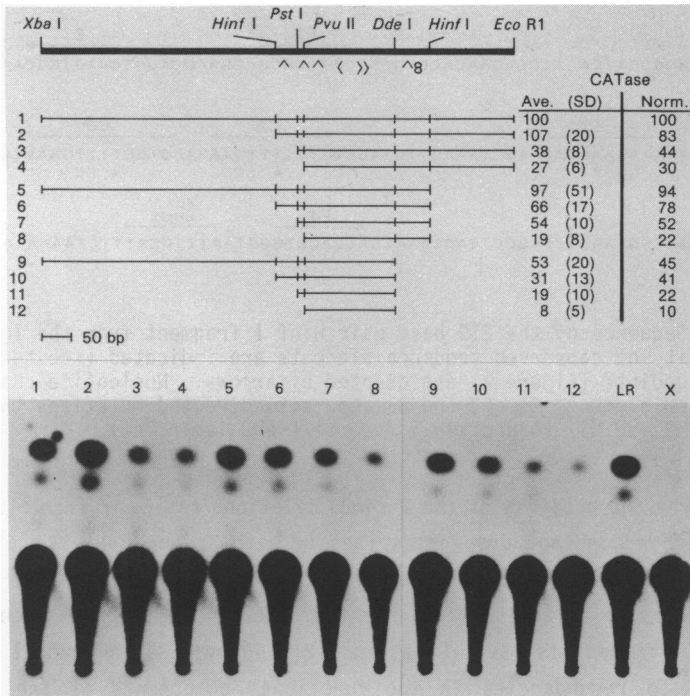 Xba I Hinf I Pst I Pvu II Dde I Hinf I Eco R1
^ ^ ^ ⟨ ⟩⟩ ^8
CATase
Ave. (SD) Norm.
1 100 100
2 107 (20) 83
3 38 (8) 44
4 27 (6) 30
5 97 (51) 94
6 66 (17) 78
7 54 (10) 52
8 19 (8) 22
9 53 (20) 45
10 31 (13) 41
11 19 (10) 22
12 8 (5) 10
50 bp
1 2 3 4 5 6 7 8 9 10 11 12 LR X